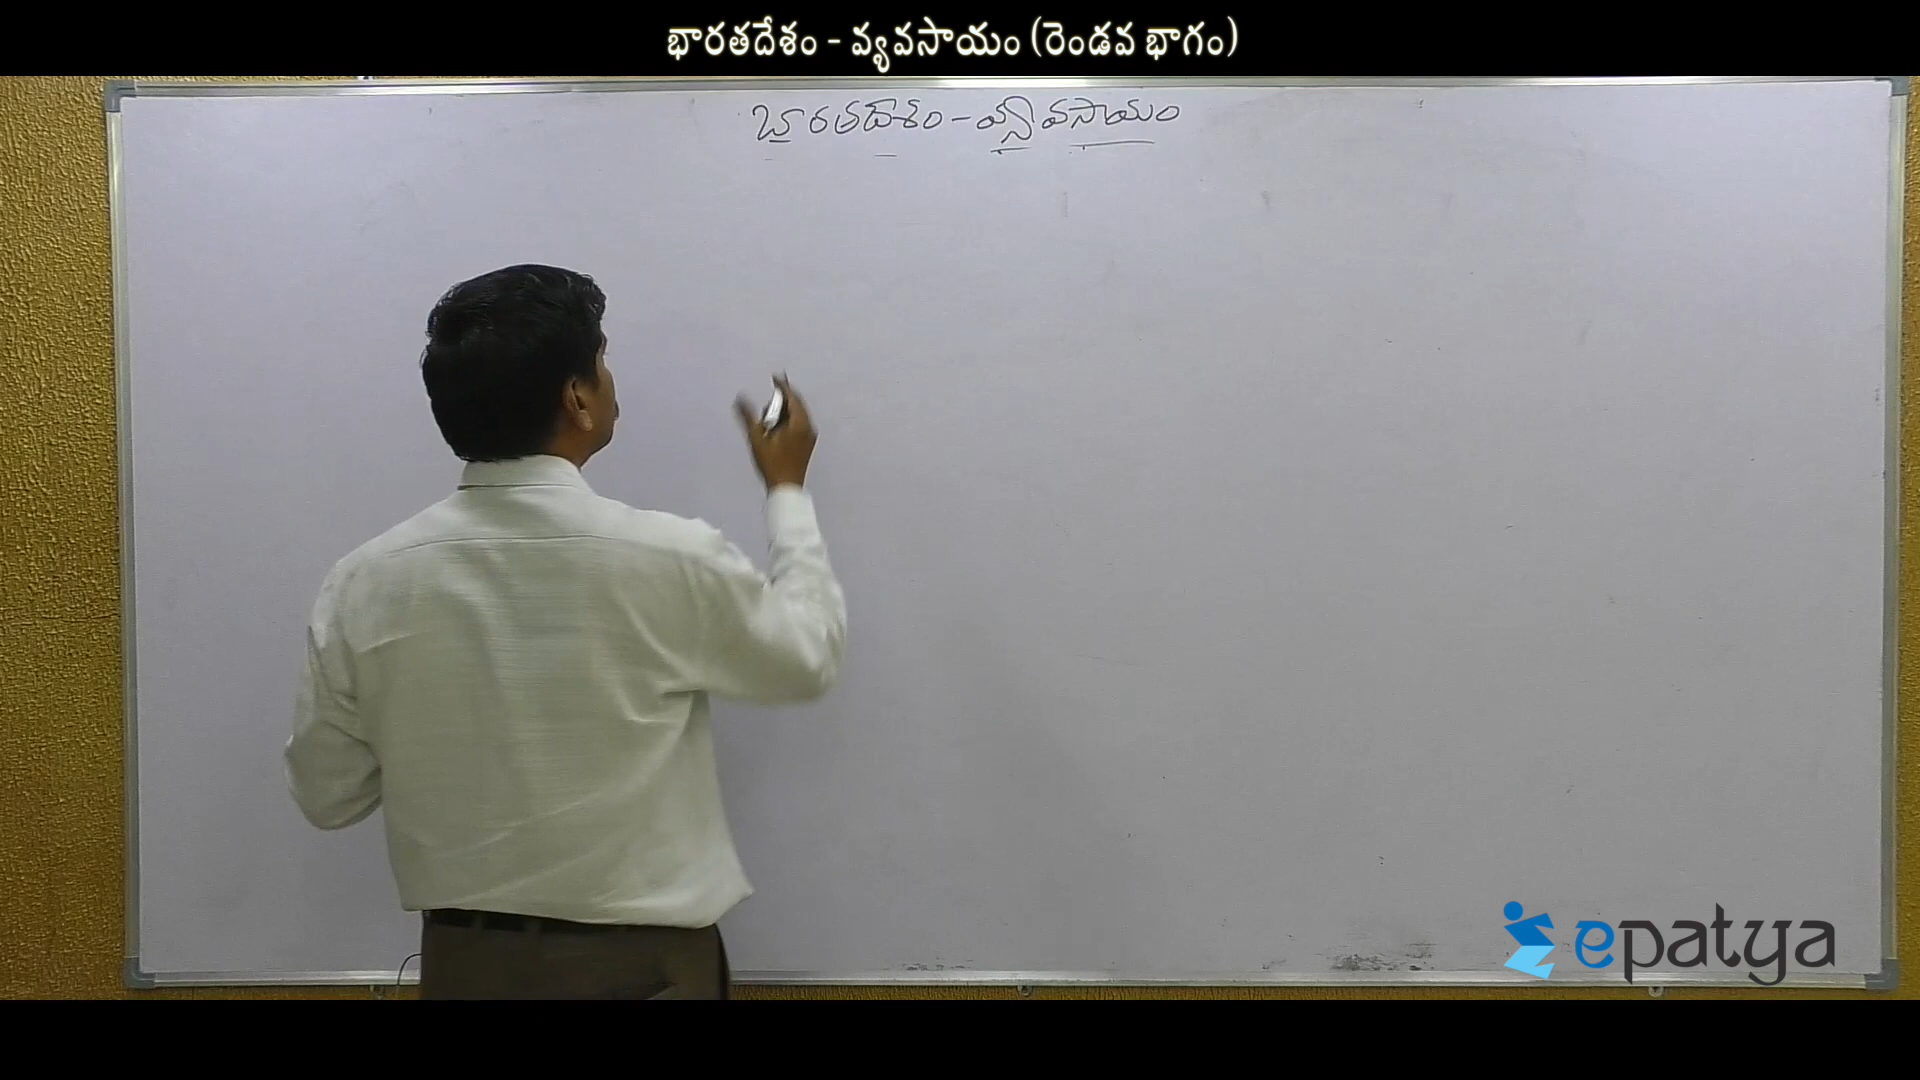 భారతదేశం - వ్యవసాయం (రెండవ భాగం)
భారతదేశం - వ్యవసాయం
epatya